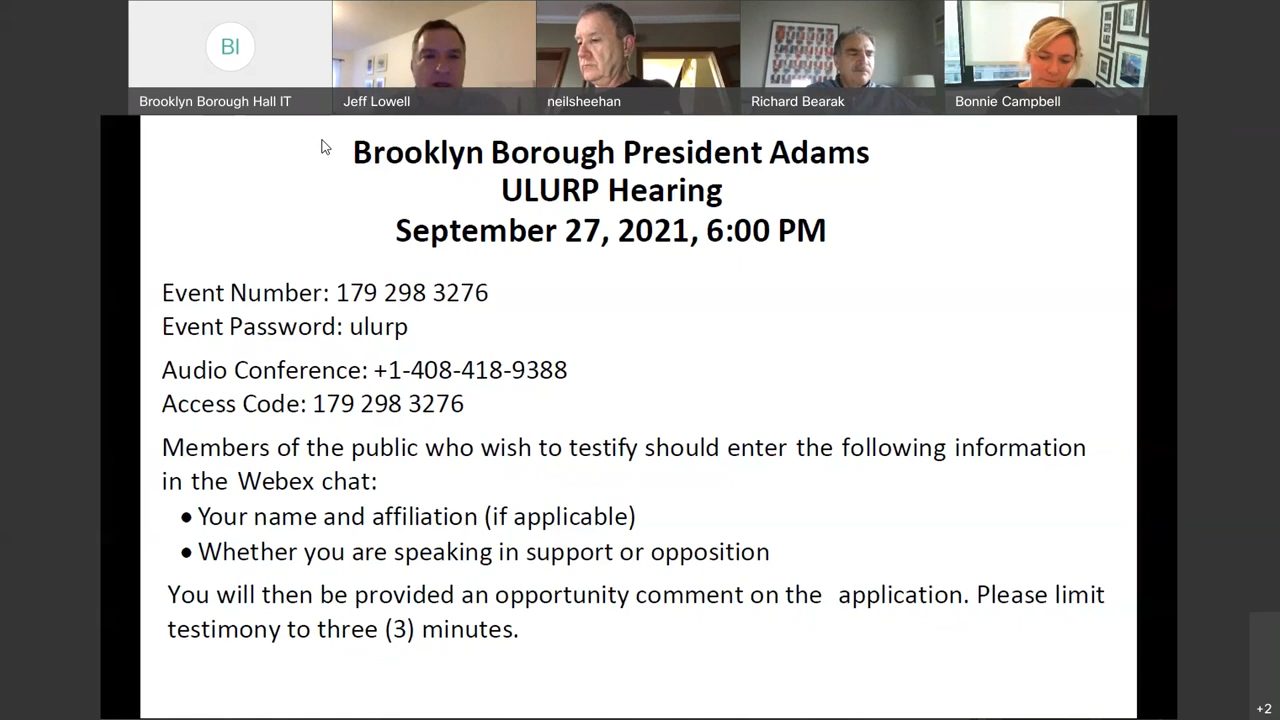 BI
Brooklyn Borough Hall IT
Jeff Lowell
neilsheehan
Richard Bearak
Bonnie Campbell
Brooklyn Borough President Adams
ULURP Hearing
September 27, 2021, 6:00 PM
Event Number: 179 298 3276
Event Password: ulurp
Audio Conference: +1-408-418-9388
Access Code: 179 298 3276
Members of the public who wish to testify should enter the following information
in the Webex chat:
• Your name and affiliation (if applicable)
• Whether you are speaking in support or opposition
You will then be provided an opportunity comment on the application. Please limit
testimony to three (3) minutes.
+2